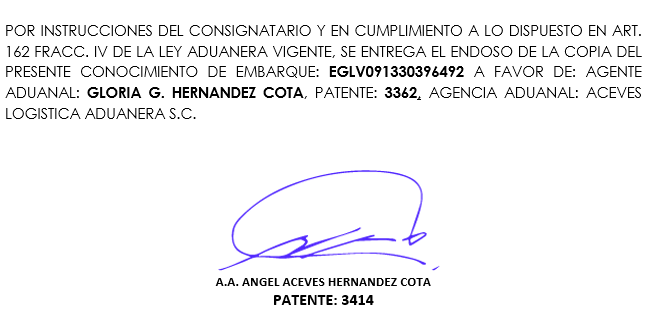 POR INSTRUCCIONES DEL CONSIGNATARIO Y EN CUMPLIMIENTO A LO DISPUESTO EN ART.
162 FRACC. IV DE LA LEY ADUANERA VIGENTE, SE ENTREGA EL ENDOSO DE LA COPIA DEL
PRESENTE CONOCIMIENTO DE EMBARQUE: EGLV091330396492 A FAVOR DE: AGENTE
ADUANAL: GLORIA G. HERNANDEZ COTA, PATENTE: 3362, AGENCIA ADUANAL: ACEVES
LOGISTICA ADUANERA S.C.
A.A. ANGEL ACEVES HERNANDEZ COTA
PATENTE: 3414